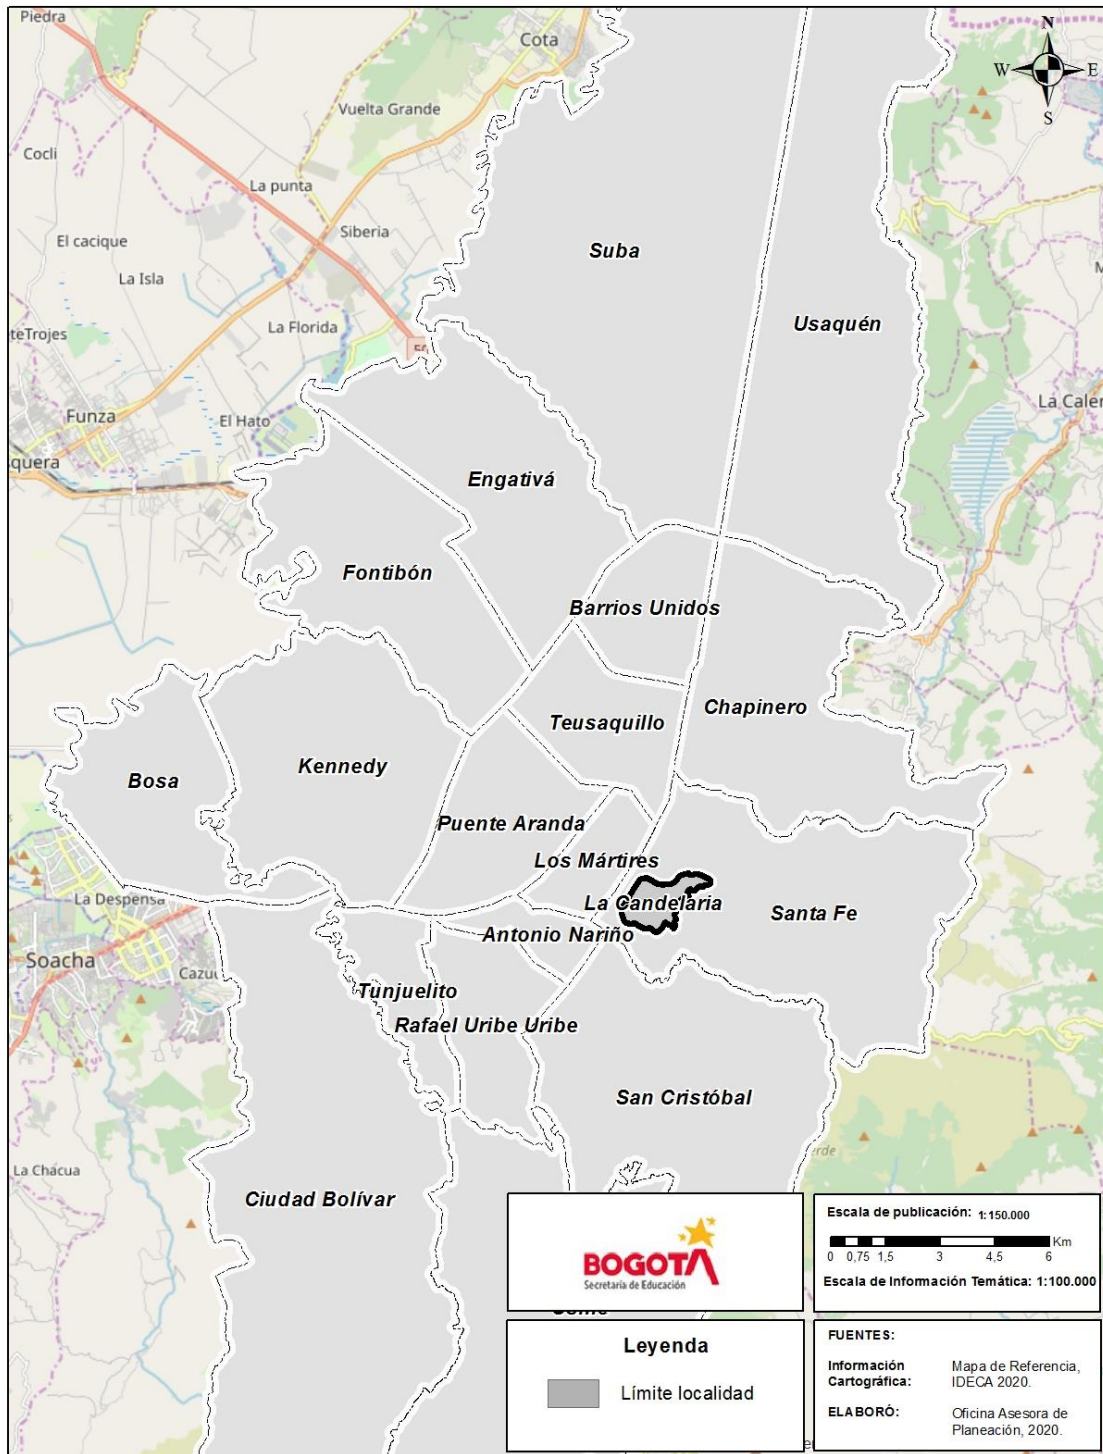 Piedra
Cota
N
W
E
S
Vuelta Grande
Cocli
La punta
Siberia
El cacique
La Isla
Suba
Usaquén
La Florida
teTrojes
Funza
El Hato
La Caler
squera
Engativá
Fontibón
Barrios Unidos
Chapinero
Teusaquillo
Kennedy
Bosa
Puente Aranda
Los Mártires
La Candelaria
Santa Fe
La Despensa
Antonio Nariño
Soacha
Cazuc
Tunjuelito
Rafael Uribe Uribe
San Cristóbal
La Chacua
Ciudad Bolívar
BOGOTÁ
Secretaría de Educación
Escala de publicación: 1:150.000
0 0,75 1,5 3 4,5 6 Km
Escala de Información Temática: 1:100.000
Leyenda
Límite localidad
FUENTES:
Información Cartográfica:
Mapa de Referencia,
IDECA 2020.
ELABORÓ:
Oficina Asesora de
Planeación, 2020.